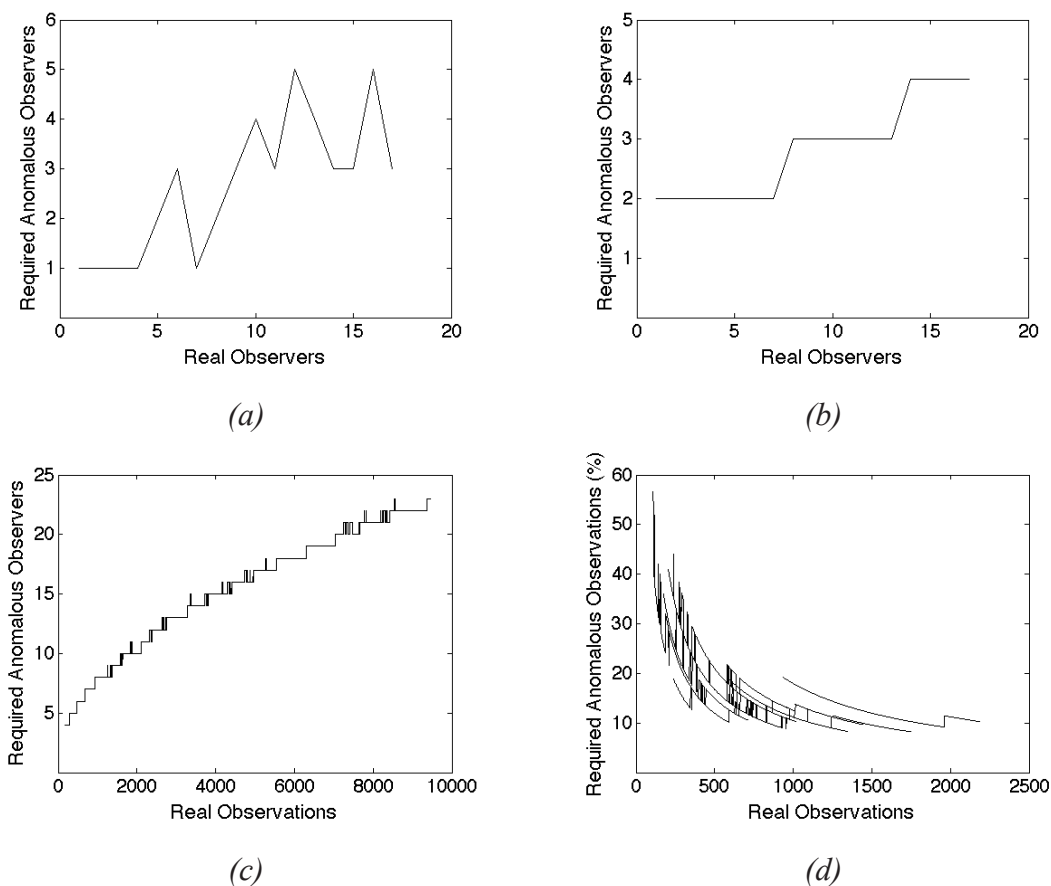 6
5
4
3
2
1
0 5 10 15 20
Required Anomalous Observers
Real Observers
(a)
5
4
3
2
1
0 5 10 15 20
Required Anomalous Observers
Real Observers
(b)
25
20
15
10
5
0 2000 4000 6000 8000 10000
Required Anomalous Observers
Real Observations
(c)
60
50
40
30
20
10
0 500 1000 1500 2000 2500
Required Anomalous Observations (%)
Real Observations
(d)